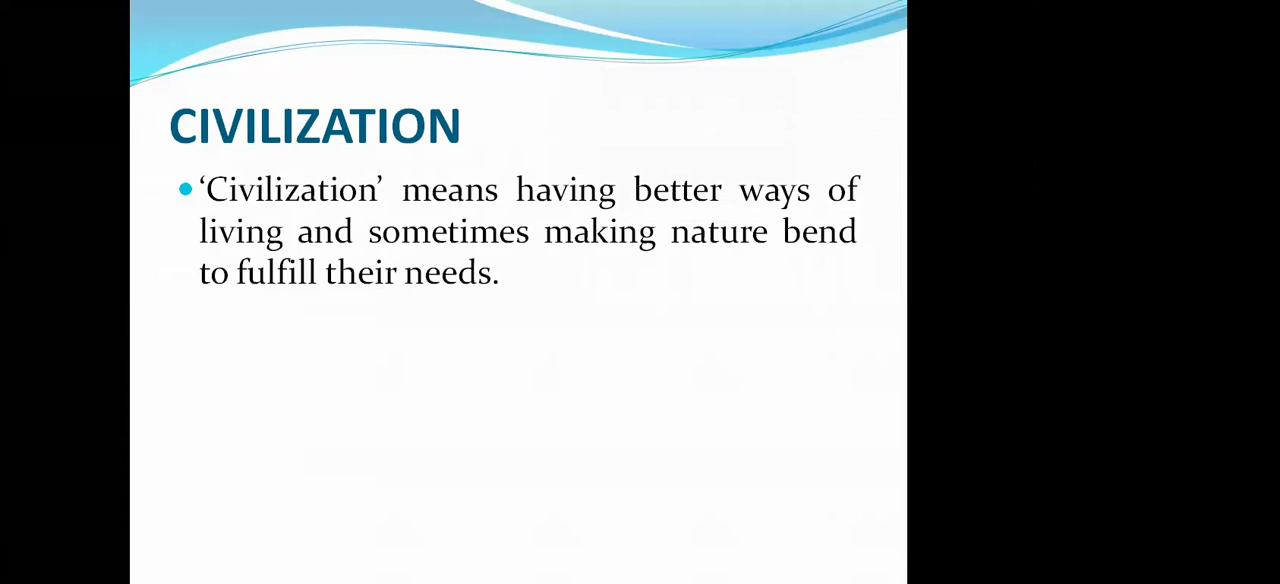 CIVILIZATION
‘Civilization’ means having better ways of
living and sometimes making nature bend
to fulfill their needs.